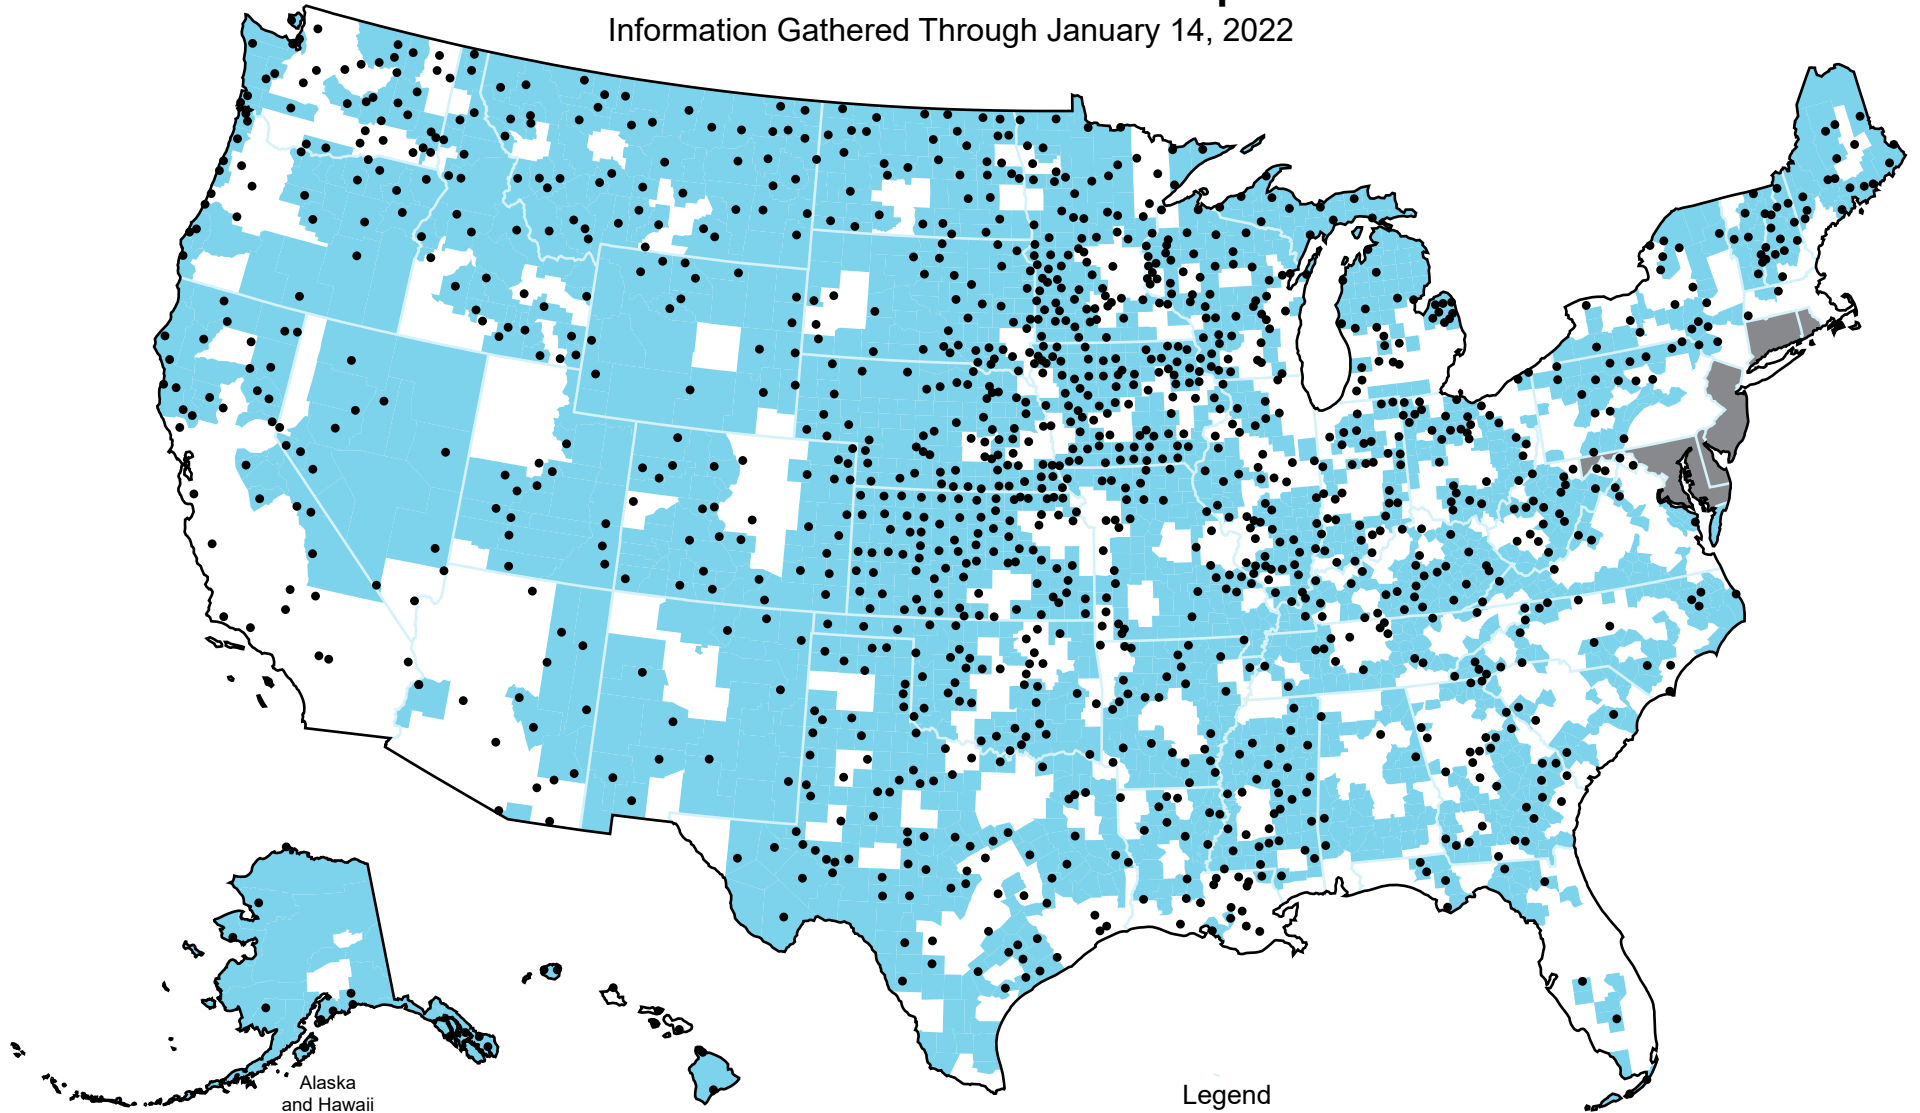 Information Gathered Through January 14, 2022
Alaska
and Hawaii
Legend